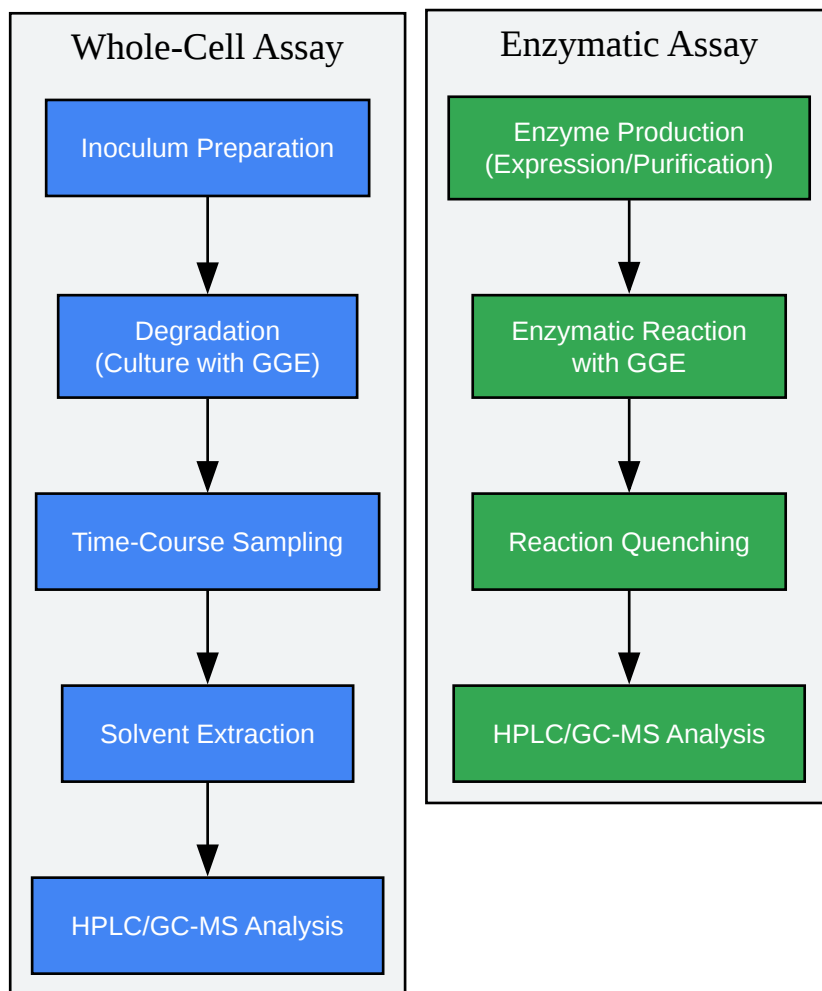 Whole-Cell Assay
Inoculum Preparation
Degradation
(Culture with GGE)
Time-Course Sampling
Solvent Extraction
HPLC/GC-MS Analysis
Enzymatic Assay
Enzyme Production
(Expression/Purification)
Enzymatic Reaction
with GGE
Reaction Quenching
HPLC/GC-MS Analysis